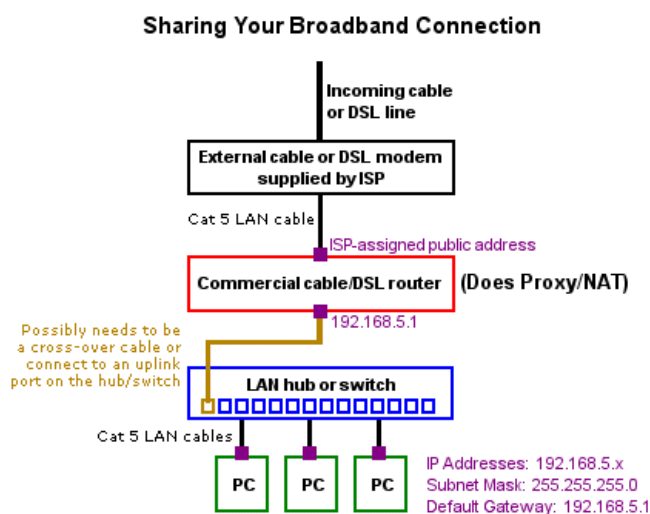 Sharing Your Broadband Connection
Incoming cable
or DSL line
External cable or DSL modem
supplied by ISP
Cat 5 LAN cable
ISP-assigned public address
Commercial cable/DSL router
(Does Proxy/NAT)
192.168.5.1
Possibly needs to be
a cross-over cable or
connect to an uplink
port on the hub/switch
LAN hub or switch
Cat 5 LAN cables
PC
PC
PC
IP Addresses: 192.168.5.x
Subnet Mask: 255.255.255.0
Default Gateway: 192.168.5.1